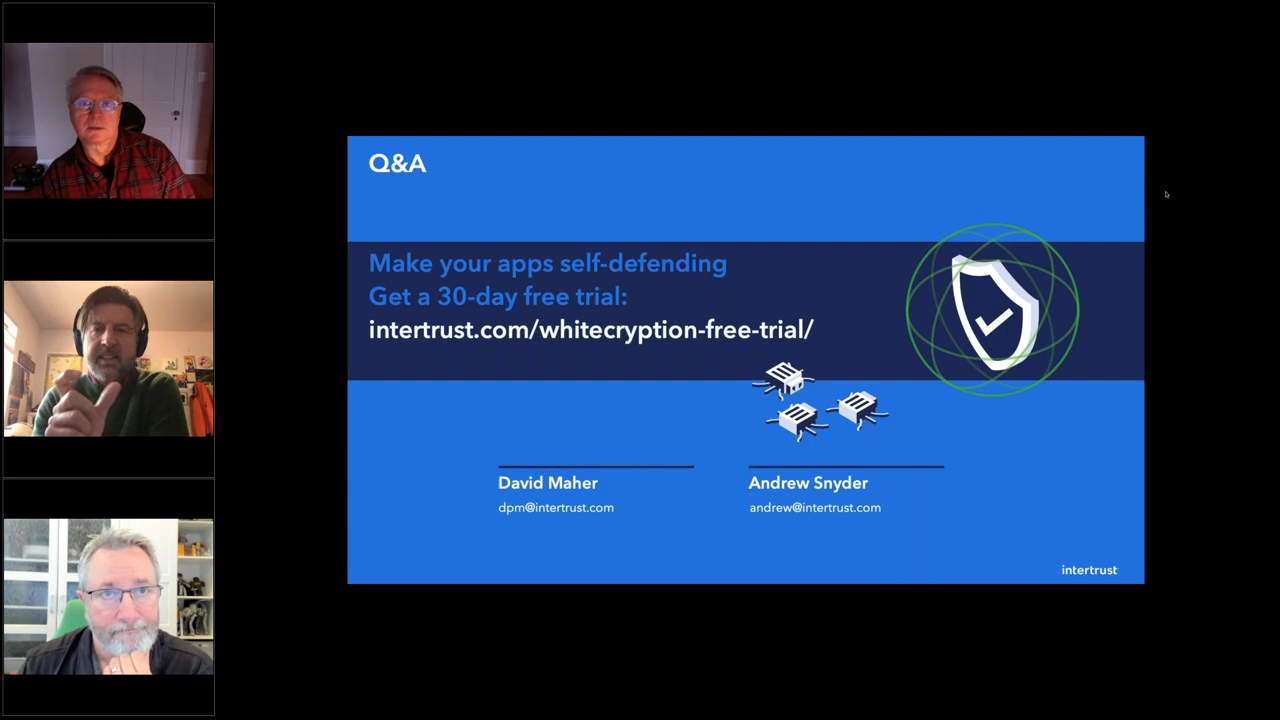 Q&A
Make your apps self-defending
Get a 30-day free trial:
intertrust.com/whitecryption-free-trial/
David Maher
dpm@intertrust.com
Andrew Snyder
andrew@intertrust.com
intertrust